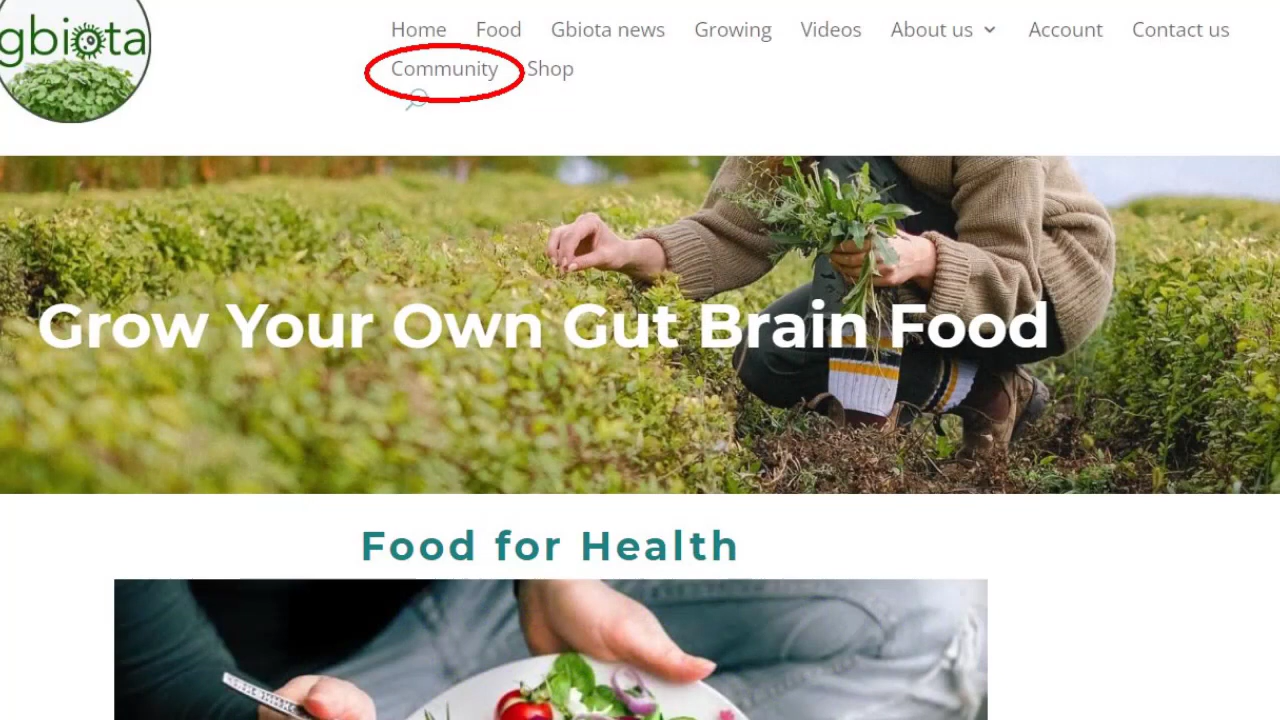 gbiota
Home Food Gbiota news Growing Videos About us Account Contact us
Community Shop
Grow Your Own Gut Brain Food
Food for Health